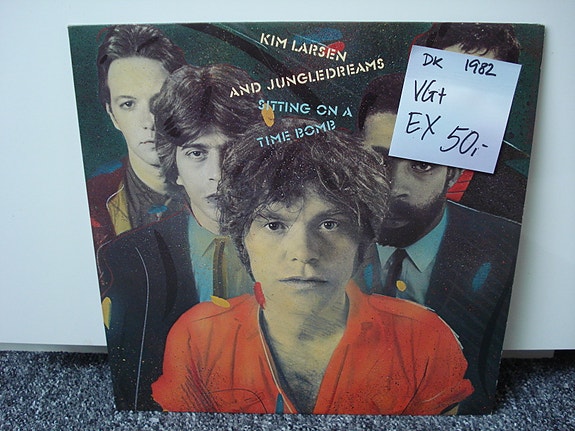 KIM LARSEN
AND JUNGLEDREAMS
SITTING ON A
TIME BOMB
DK 1982
VG+
EX 50,-